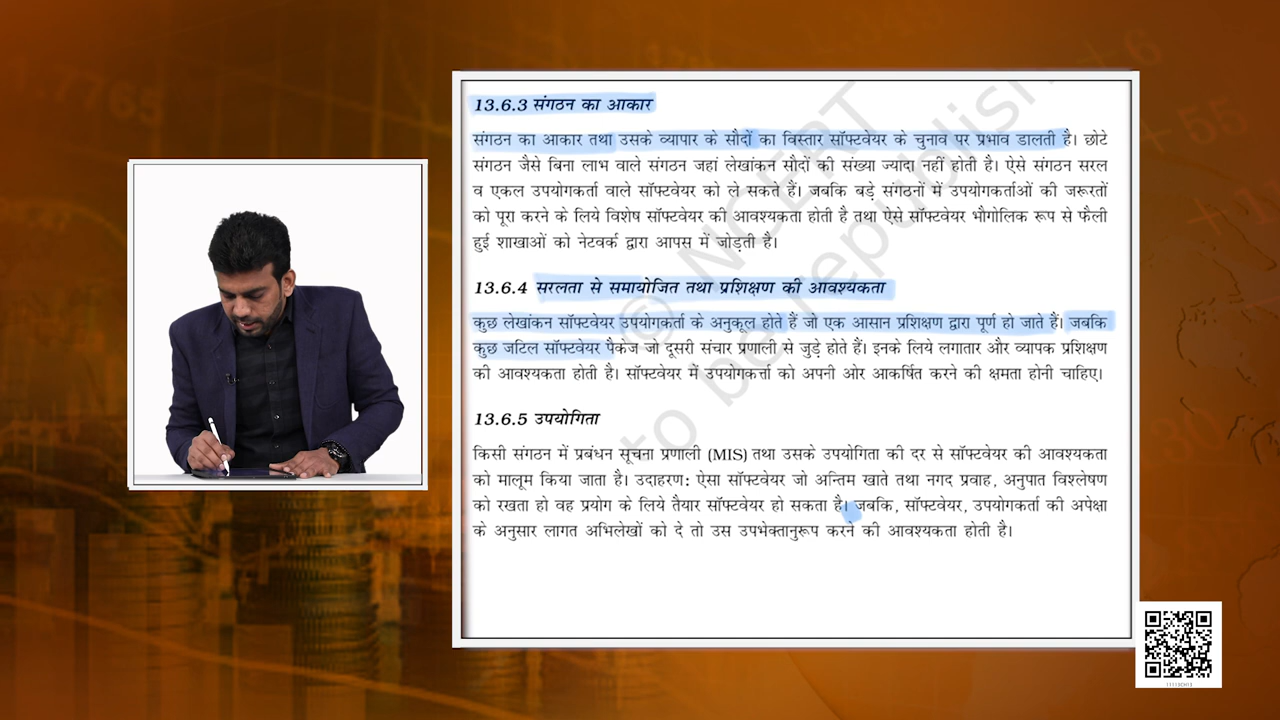 13.6.3 संगठन का आकार
संगठन का आकार तथा उसके व्यापार के सौदों का विस्तार सॉफ्टवेयर के चुनाव पर प्रभाव डालती है। छोटे
संगठन जैसे बिना लाभ वाले संगठन जहां लेखांकन सौदों की संख्या ज्यादा नहीं होती है। ऐसे संगठन सरल
व एकल उपयोगकर्ता वाले सॉफ्टवेयर को ले सकते हैं। जबकि बड़े संगठनों में उपयोगकर्ताओं की जरूरतों
को पूरा करने के लिये विशेष सॉफ्टवेयर की आवश्यकता होती है तथा ऐसे सॉफ्टवेयर भौगोलिक रूप से फैली
हुई शाखाओं को नेटवर्क द्वारा आपस में जोड़ती है।
13.6.4 सरलता से समायोजित तथा प्रशिक्षण की आवश्यकता
कुछ लेखांकन सॉफ्टवेयर उपयोगकर्ता के अनुकूल होते हैं जो एक आसान प्रशिक्षण द्वारा पूर्ण हो जाते हैं। जबकि
कुछ जटिल सॉफ्टवेयर पैकेज जो दूसरी संचार प्रणाली से जुड़े होते हैं। इनके लिये लगातार और व्यापक प्रशिक्षण
की आवश्यकता होती है। सॉफ्टवेयर में उपयोगकर्त्ता को अपनी ओर आकर्षित करने की क्षमता होनी चाहिए।
13.6.5 उपयोगिता
किसी संगठन में प्रबंधन सूचना प्रणाली (MIS) तथा उसके उपयोगिता की दर से सॉफ्टवेयर की आवश्यकता
को मालूम किया जाता है। उदाहरण: ऐसा सॉफ्टवेयर जो अन्तिम खाते तथा नगद प्रवाह, अनुपात विश्लेषण
को रखता हो वह प्रयोग के लिये तैयार सॉफ्टवेयर हो सकता है। जबकि, सॉफ्टवेयर, उपयोगकर्ता की अपेक्षा
के अनुसार लागत अभिलेखों को दे तो उस उपभेक्तानुरूप करने की आवश्यकता होती है।
© NCERT
to be republish